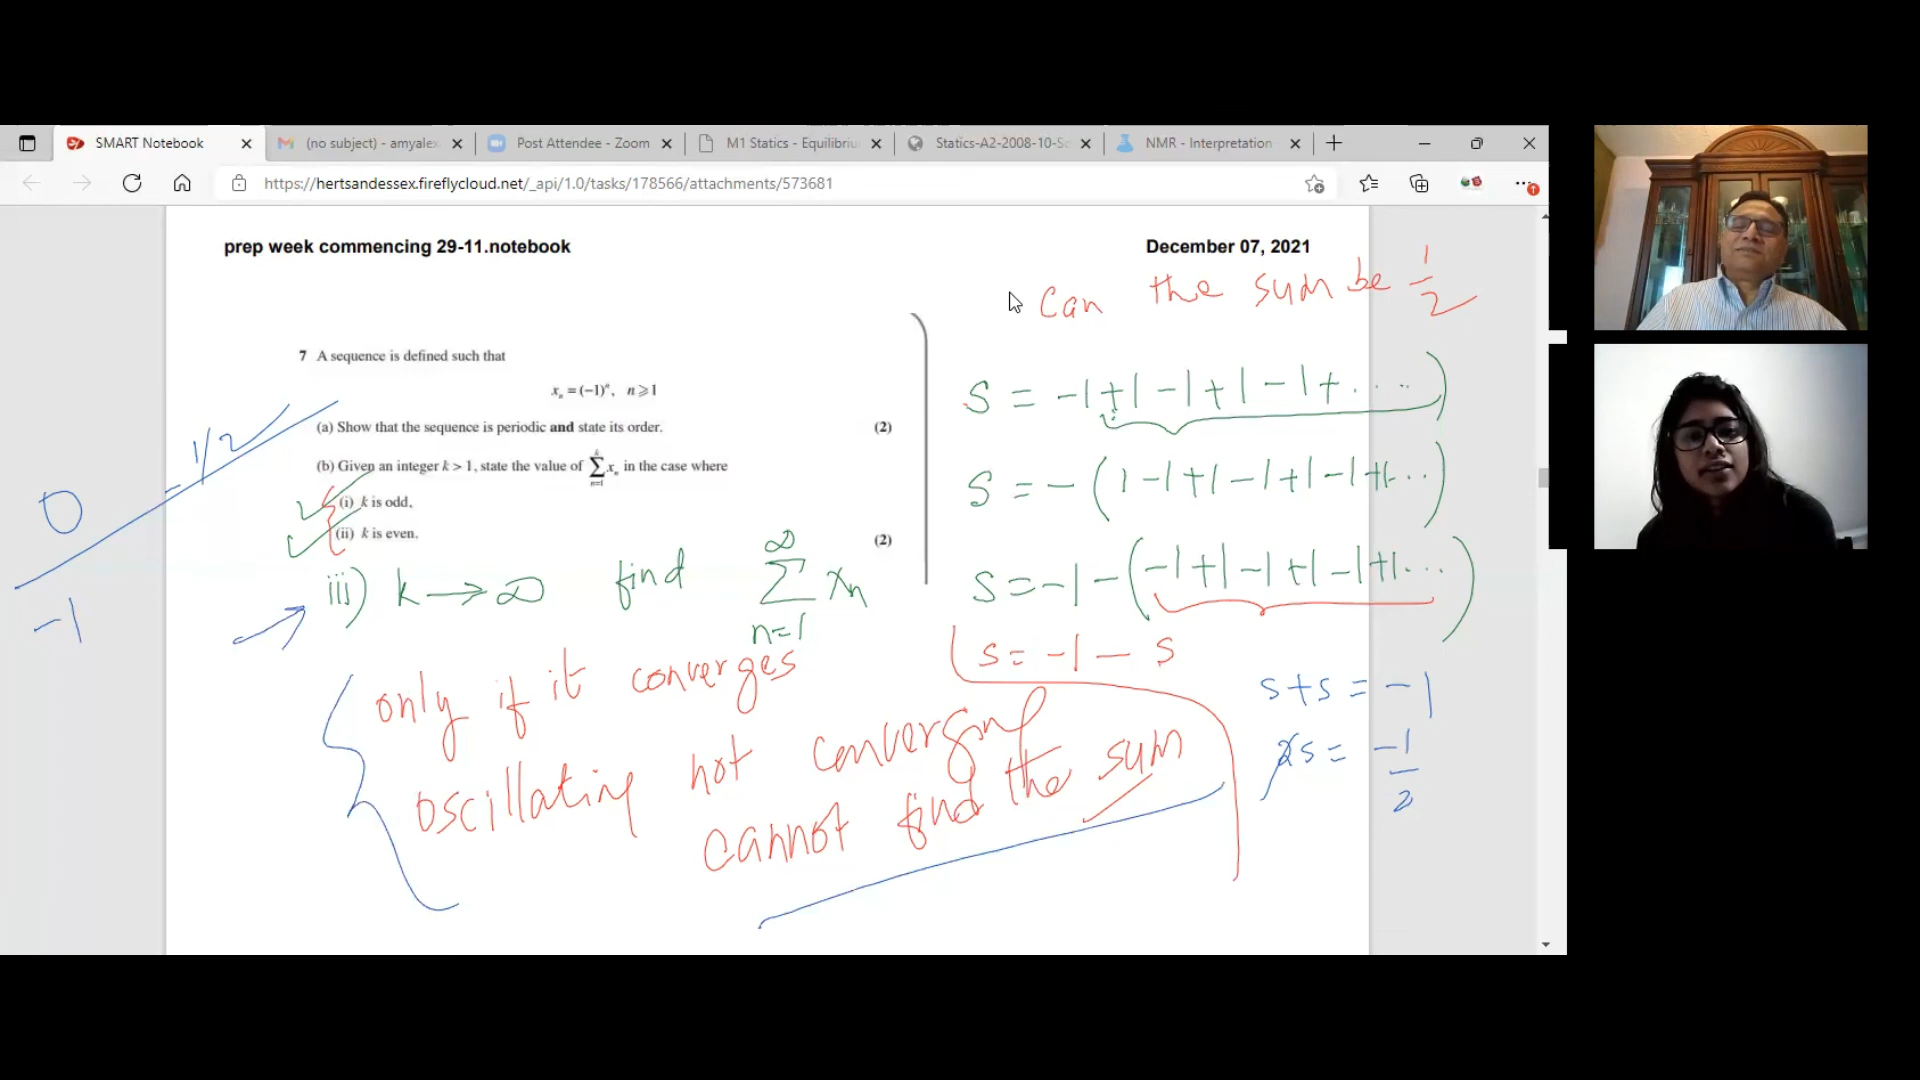 SMART Notebook
(no subject) - amyalex
Post Attendee - Zoom
M1 Statics - Equilibriu
Statics-A2-2008-10-So
NMR - Interpretation
https://hertsandessex.fireflycloud.net/_api/1.0/tasks/178566/attachments/573681
prep week commencing 29-11.notebook
December 07, 2021
Can the sum be 1/2
7 A sequence is defined such that
xₙ = (−1)ⁿ, n ⩾ 1
(a) Show that the sequence is periodic and state its order.
(2)
(b) Given an integer k > 1, state the value of ∑ₙ₌₁ᵏ xₙ in the case where
(i) k is odd,
(ii) k is even.
(2)
iii) k → ∞ find ∑ₙ₌₁^∞ xₙ
only if it converges
oscillating not converging
cannot find the sum
0
-1/2
-1
S = -1+1-1+1-1+....
S = -(1-1+1-1+1-1+1...)
S = -1-(-1+1-1+1-1+1...)
S = -1 - S
S+S = -1
2S = -1/2